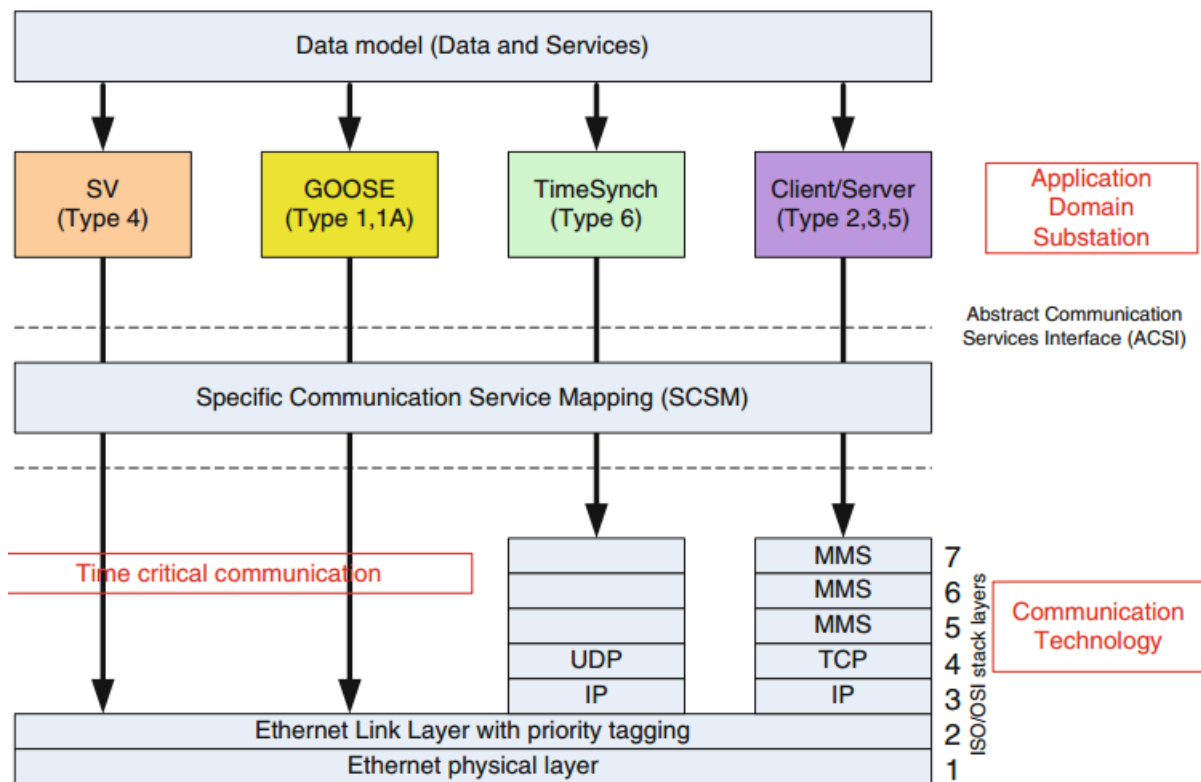 Data model (Data and Services)
SV
(Type 4)
GOOSE
(Type 1,1A)
TimeSynch
(Type 6)
Client/Server
(Type 2,3,5)
Application
Domain
Substation
Abstract Communication
Services Interface (ACSI)
Specific Communication Service Mapping (SCSM)
Time critical communication
MMS
7
MMS
6
MMS
5
UDP
TCP
4
IP
IP
3
Ethernet Link Layer with priority tagging
2
Ethernet physical layer
1
ISO/OSI stack layers
Communication
Technology